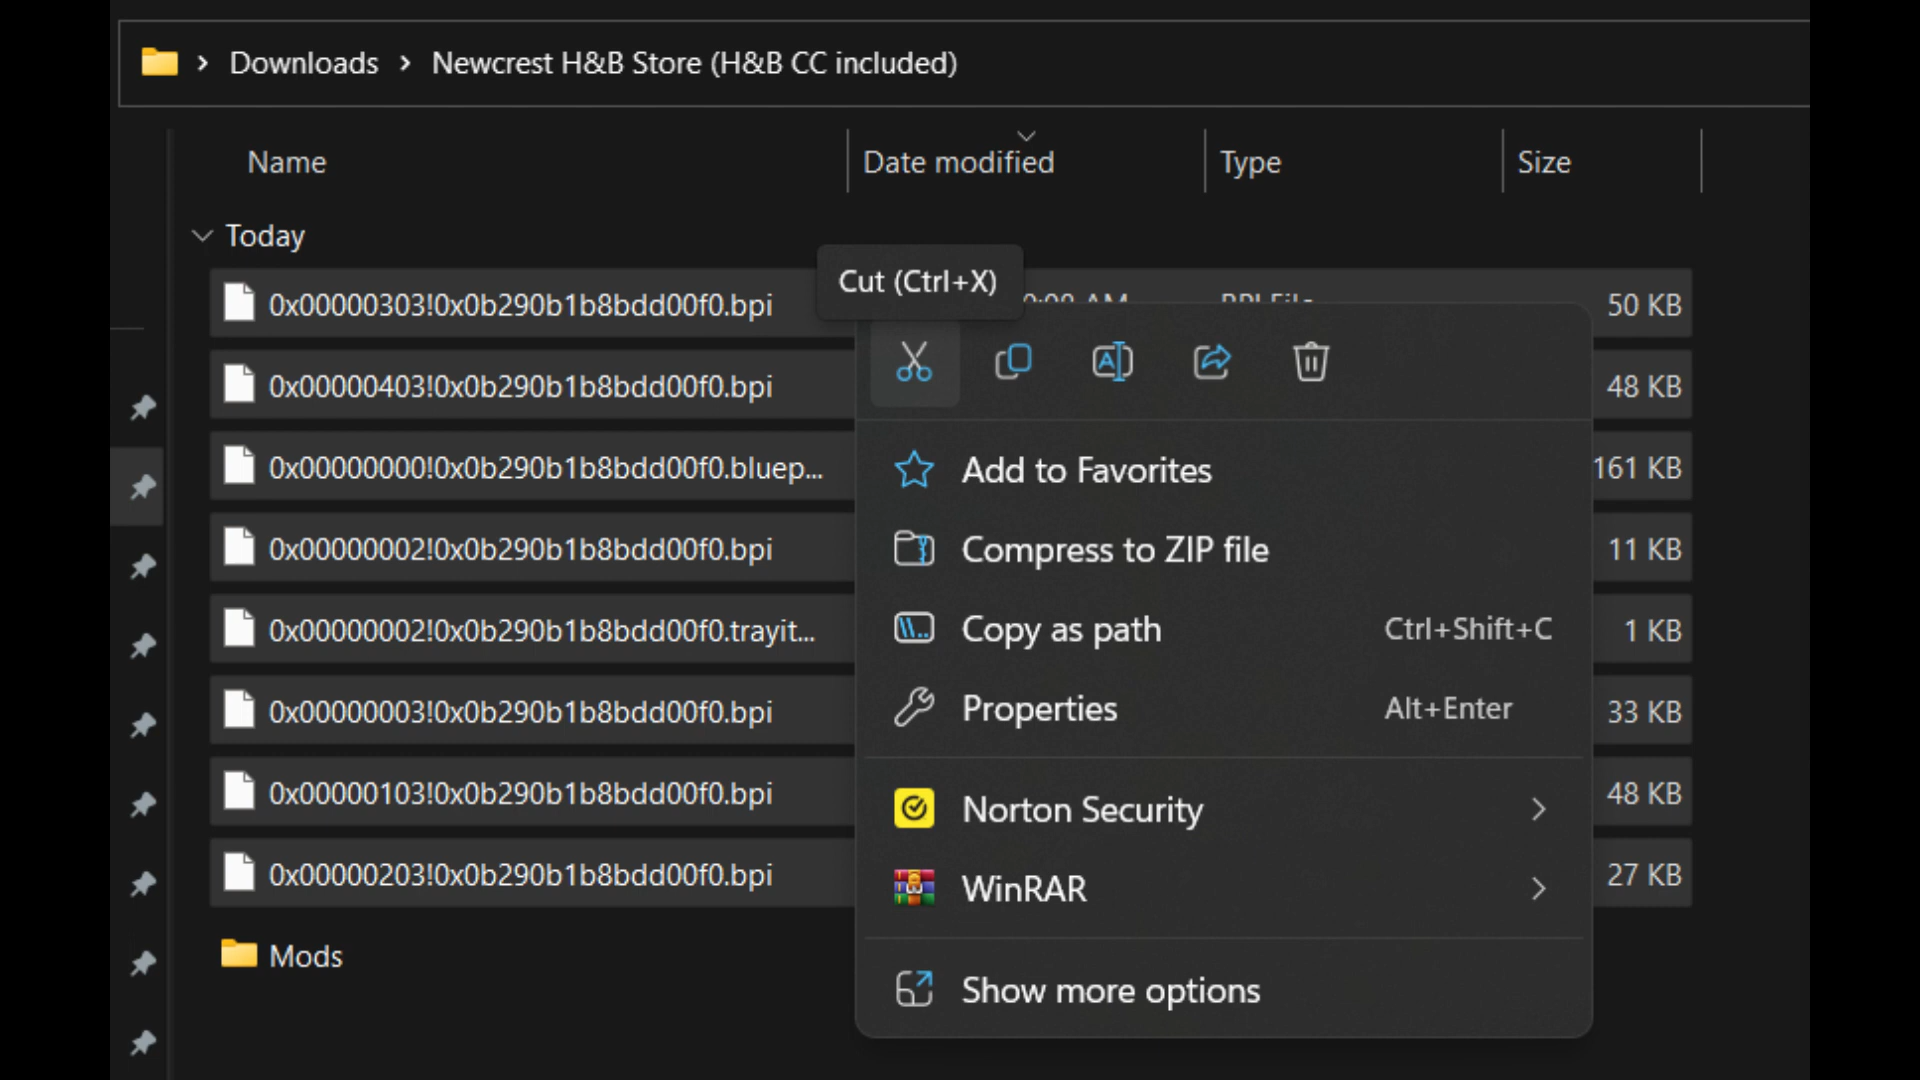 Downloads > Newcrest H&B Store (H&B CC included)
Name Date modified Type Size
Today
Cut (Ctrl+X)
0x00000303!0x0b290b1b8bdd00f0.bpi AM BPI File 50 KB
0x00000403!0x0b290b1b8bdd00f0.bpi 48 KB
0x00000000!0x0b290b1b8bdd00f0.bluep... 161 KB
0x00000002!0x0b290b1b8bdd00f0.bpi 11 KB
0x00000002!0x0b290b1b8bdd00f0.trayit... 1 KB
0x00000003!0x0b290b1b8bdd00f0.bpi 33 KB
0x00000103!0x0b290b1b8bdd00f0.bpi 48 KB
0x00000203!0x0b290b1b8bdd00f0.bpi 27 KB
Mods
Add to Favorites
Compress to ZIP file
Copy as path Ctrl+Shift+C
Properties Alt+Enter
Norton Security
WinRAR
Show more options